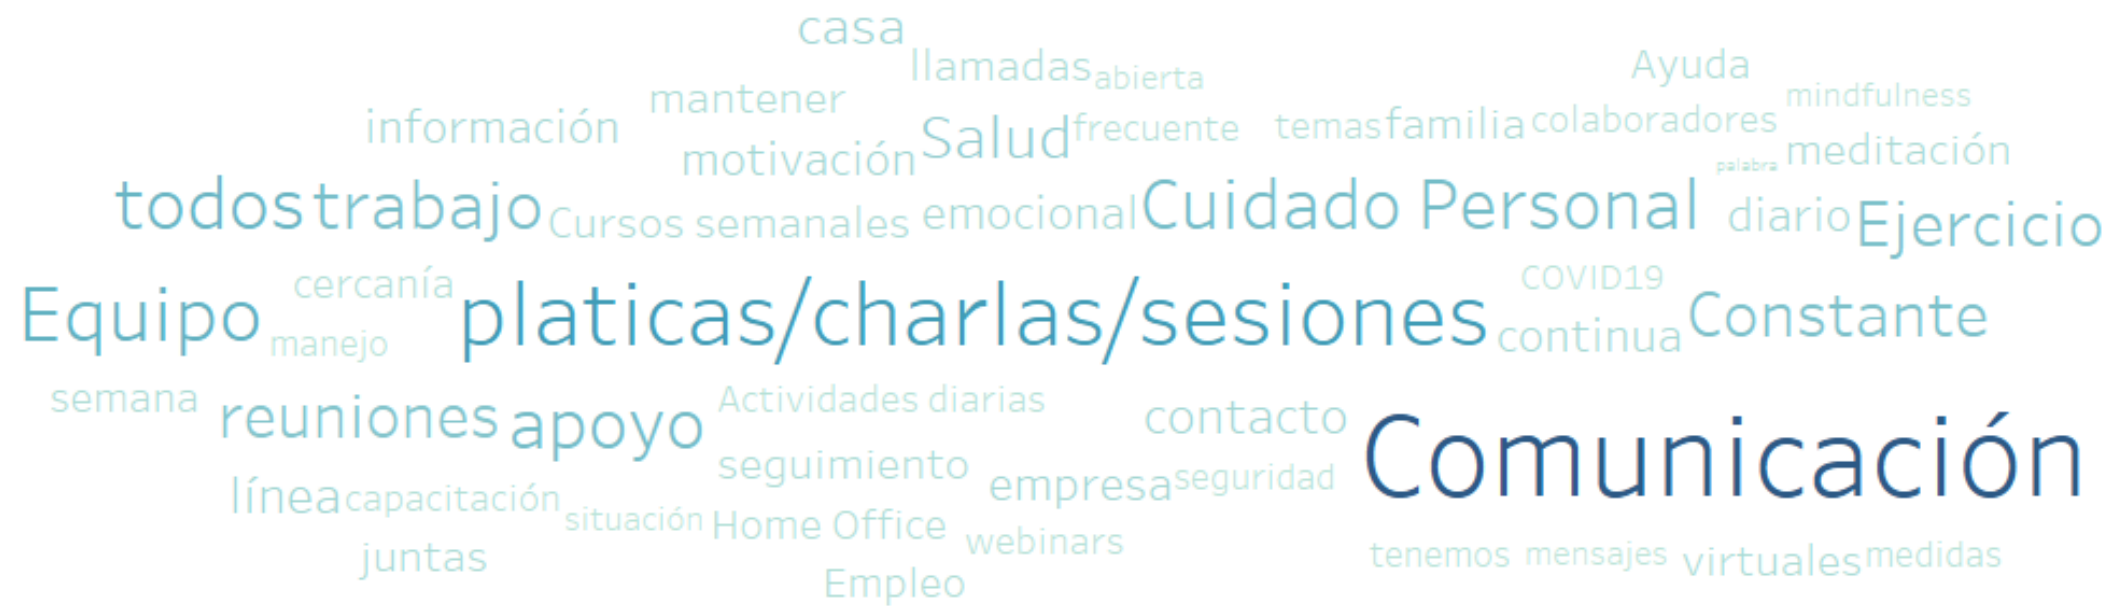 casa
llamadas abierta Ayuda
mantener mindfulness
información Salud frecuente temas familia colaboradores
motivación palabra meditación
todos trabajo Cursos semanales emocional Cuidado Personal diario Ejercicio
cercanía COVID19
Equipo manejo platicas/charlas/sesiones continua Constante
semana reuniones apoyo Actividades diarias contacto Comunicación
seguimiento
línea capacitación empresa seguridad
situación Home Office webinars
juntas tenemos mensajes virtuales medidas
Empleo